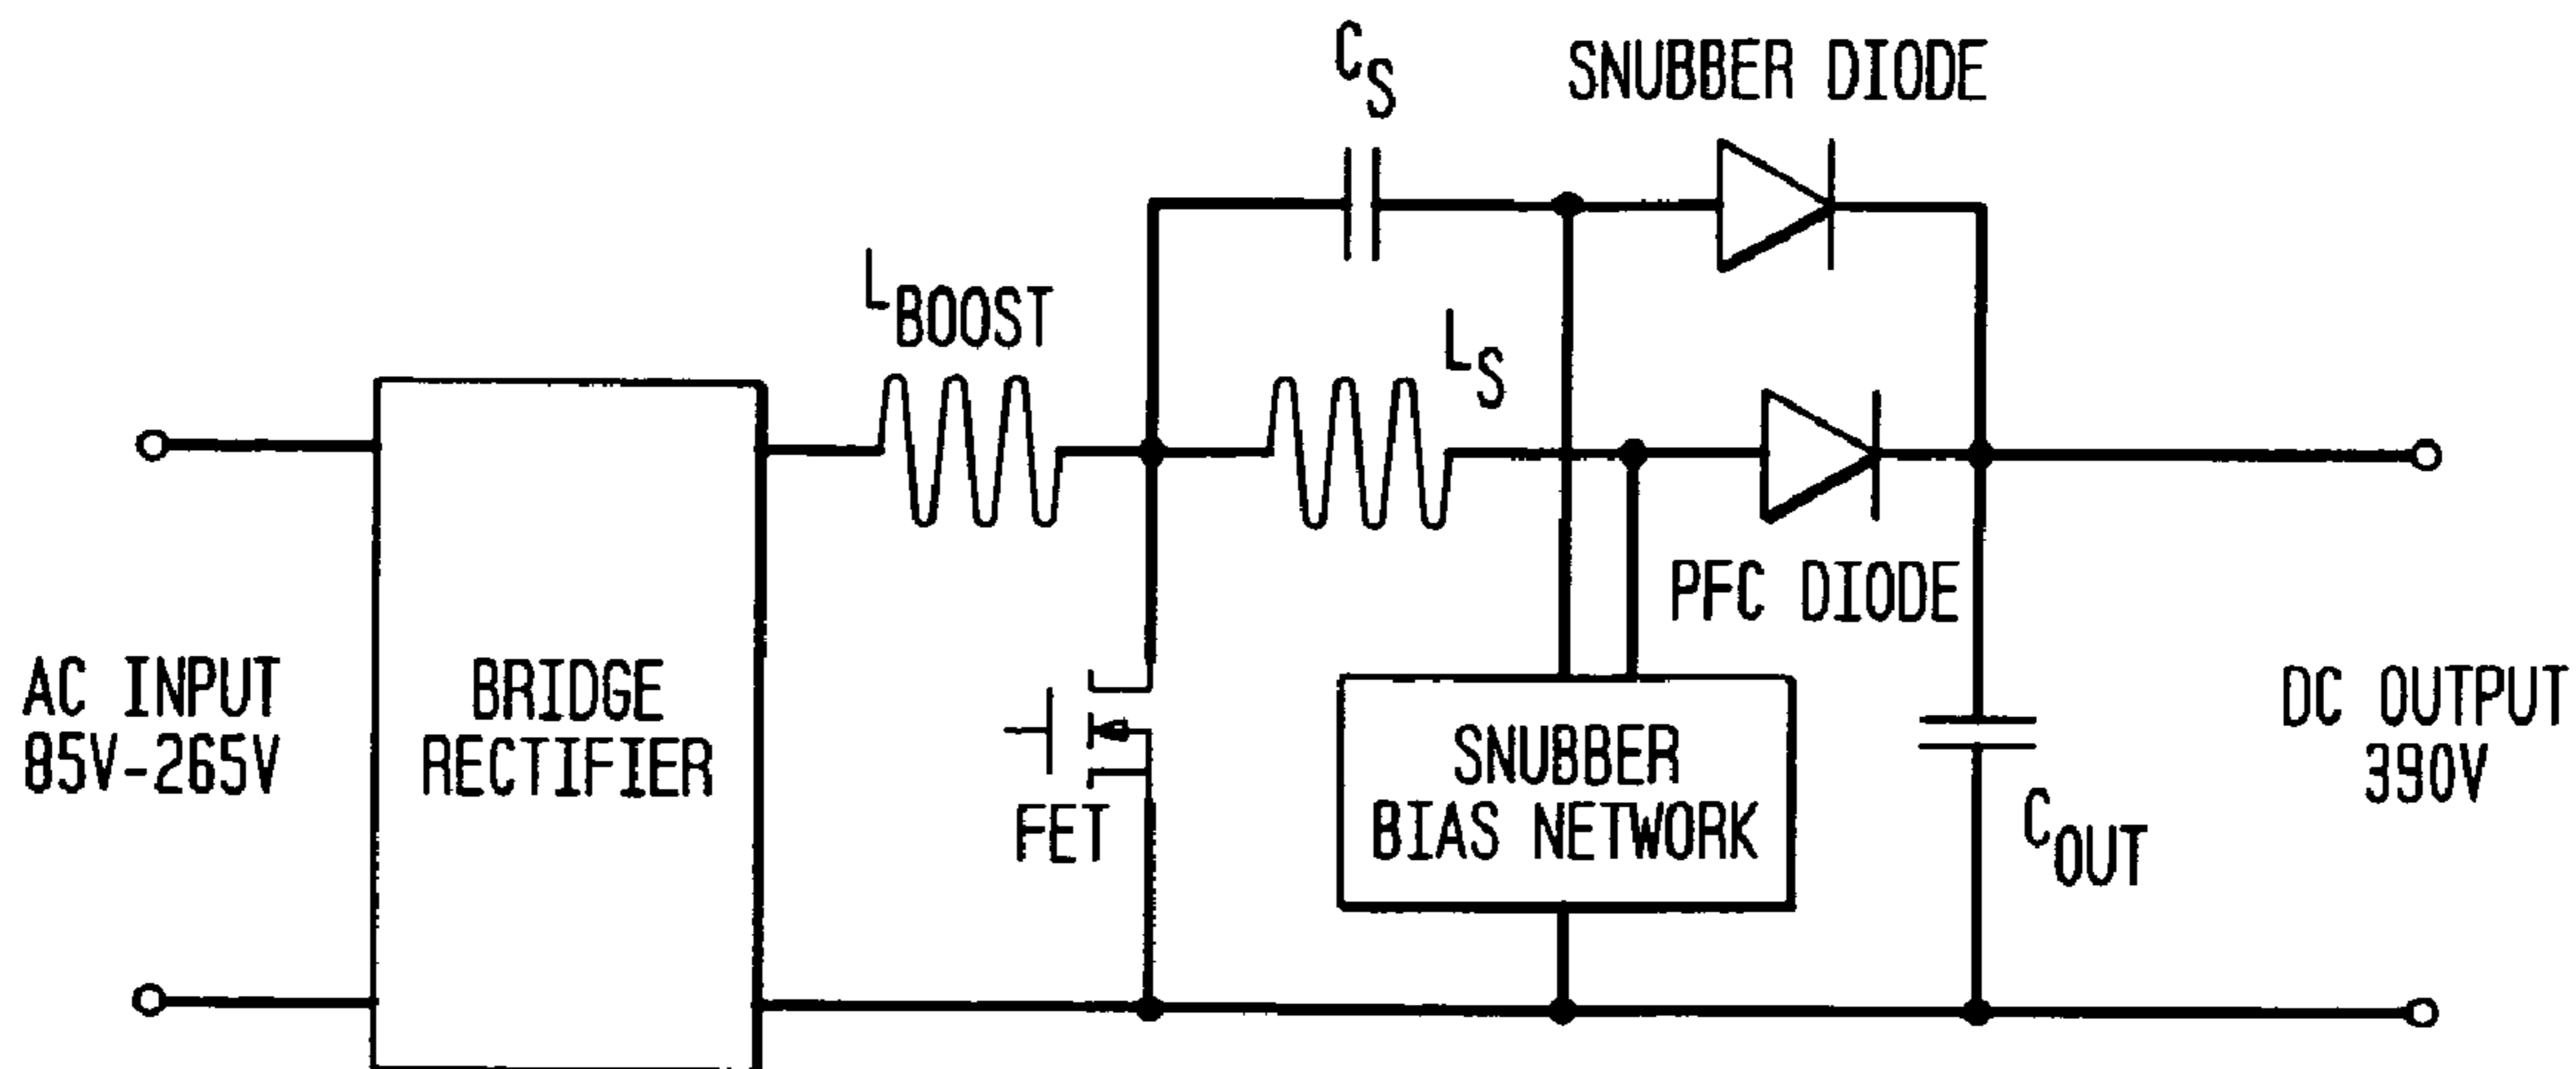 C_S
SNUBBER DIODE
L_BOOST
L_S
PFC DIODE
AC INPUT
85V-265V
BRIDGE
RECTIFIER
FET
SNUBBER
BIAS NETWORK
C_OUT
DC OUTPUT
390V